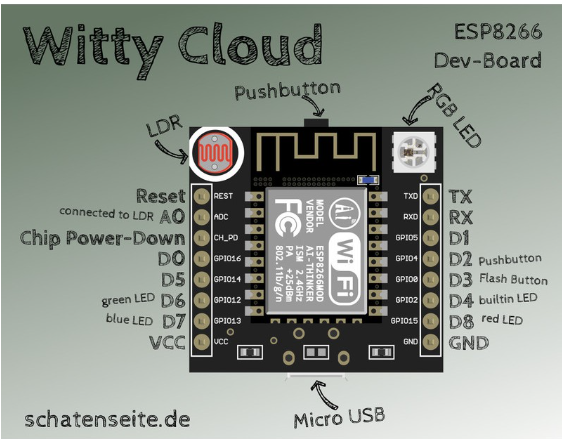 Witty Cloud
ESP8266
Dev-Board
Pushbutton
RGB LED
LDR
Reset REST
connected to LDR A0 ADC
Chip Power-Down CH_PD
D0 GPIO16
D5 GPIO14
green LED D6 GPIO12
blue LED D7 GPIO13
VCC VCC
Ai
WiFi
MODEL ESP8266MOD
VENDOR AI-THINKER
ISM 2.4GHz
PA +25dBm
802.11b/g/n
FC
TXD TX
RXD RX
GPIO5 D1
GPIO4 D2 Pushbutton
GPIO0 D3 Flash Button
GPIO2 D4 builtin LED
GPIO15 D8 red LED
GND GND
schatenseite.de
Micro USB